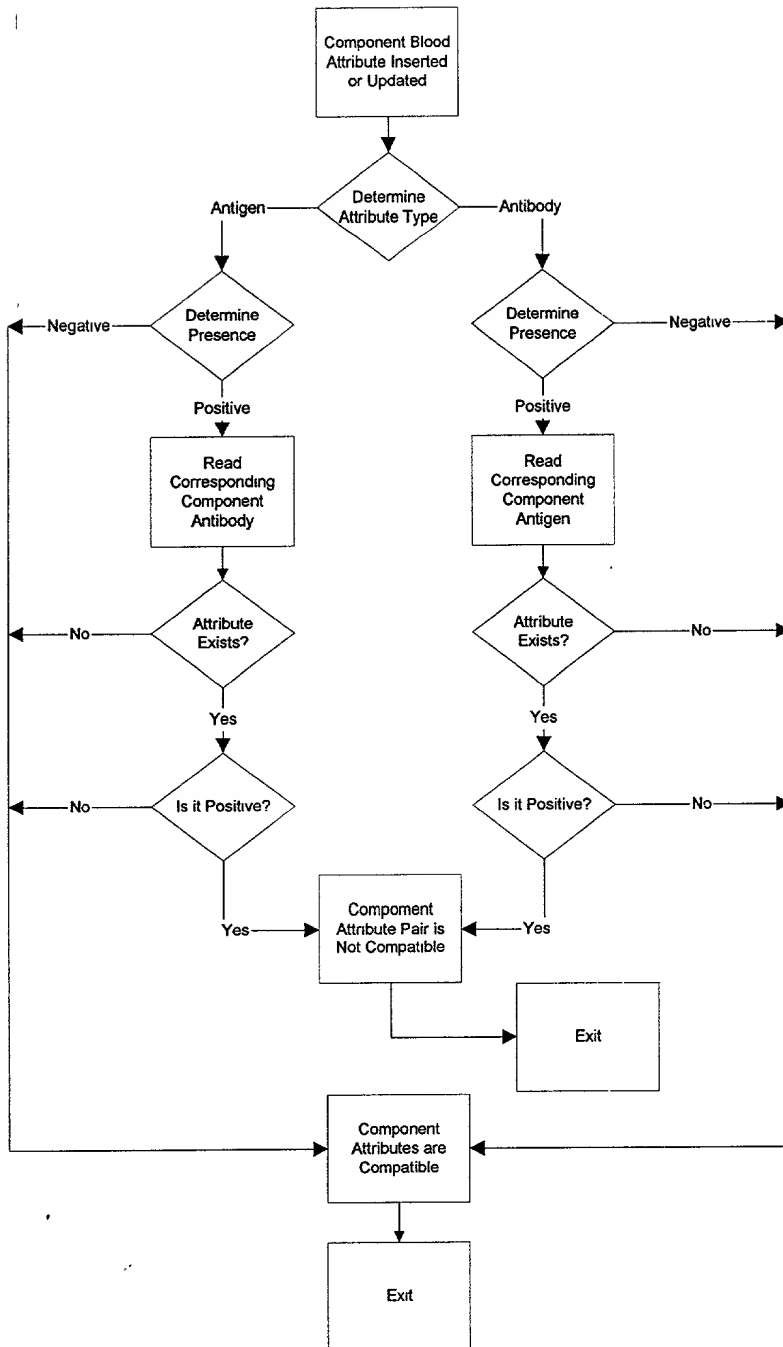 Component Blood
Attribute Inserted
or Updated
Determine
Attribute Type
Antigen
Antibody
Determine
Presence
Negative
Determine
Presence
Negative
Positive
Positive
Read
Corresponding
Component
Antibody
Read
Corresponding
Component
Antigen
Attribute
Exists?
No
Attribute
Exists?
No
Yes
Yes
Is it Positive?
No
Is it Positive?
No
Yes
Compoment
Attribute Pair is
Not Compatible
Yes
Exit
Component
Attributes are
Compatible
Exit